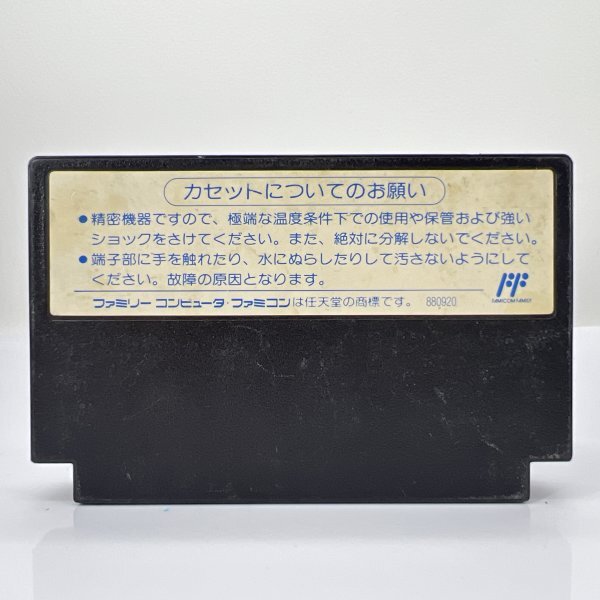 カセットについてのお願い
●精密機器ですので、極端な温度条件下での使用や保管および強い
ショックをさけてください。また、絶対に分解しないでください。
●端子部に手を触れたり、水にぬらしたりして汚さないようにして
ください。故障の原因となります。
ファミリー コンピュータ・ファミコンは任天堂の商標です。 880920
FAMICOM FAMILY